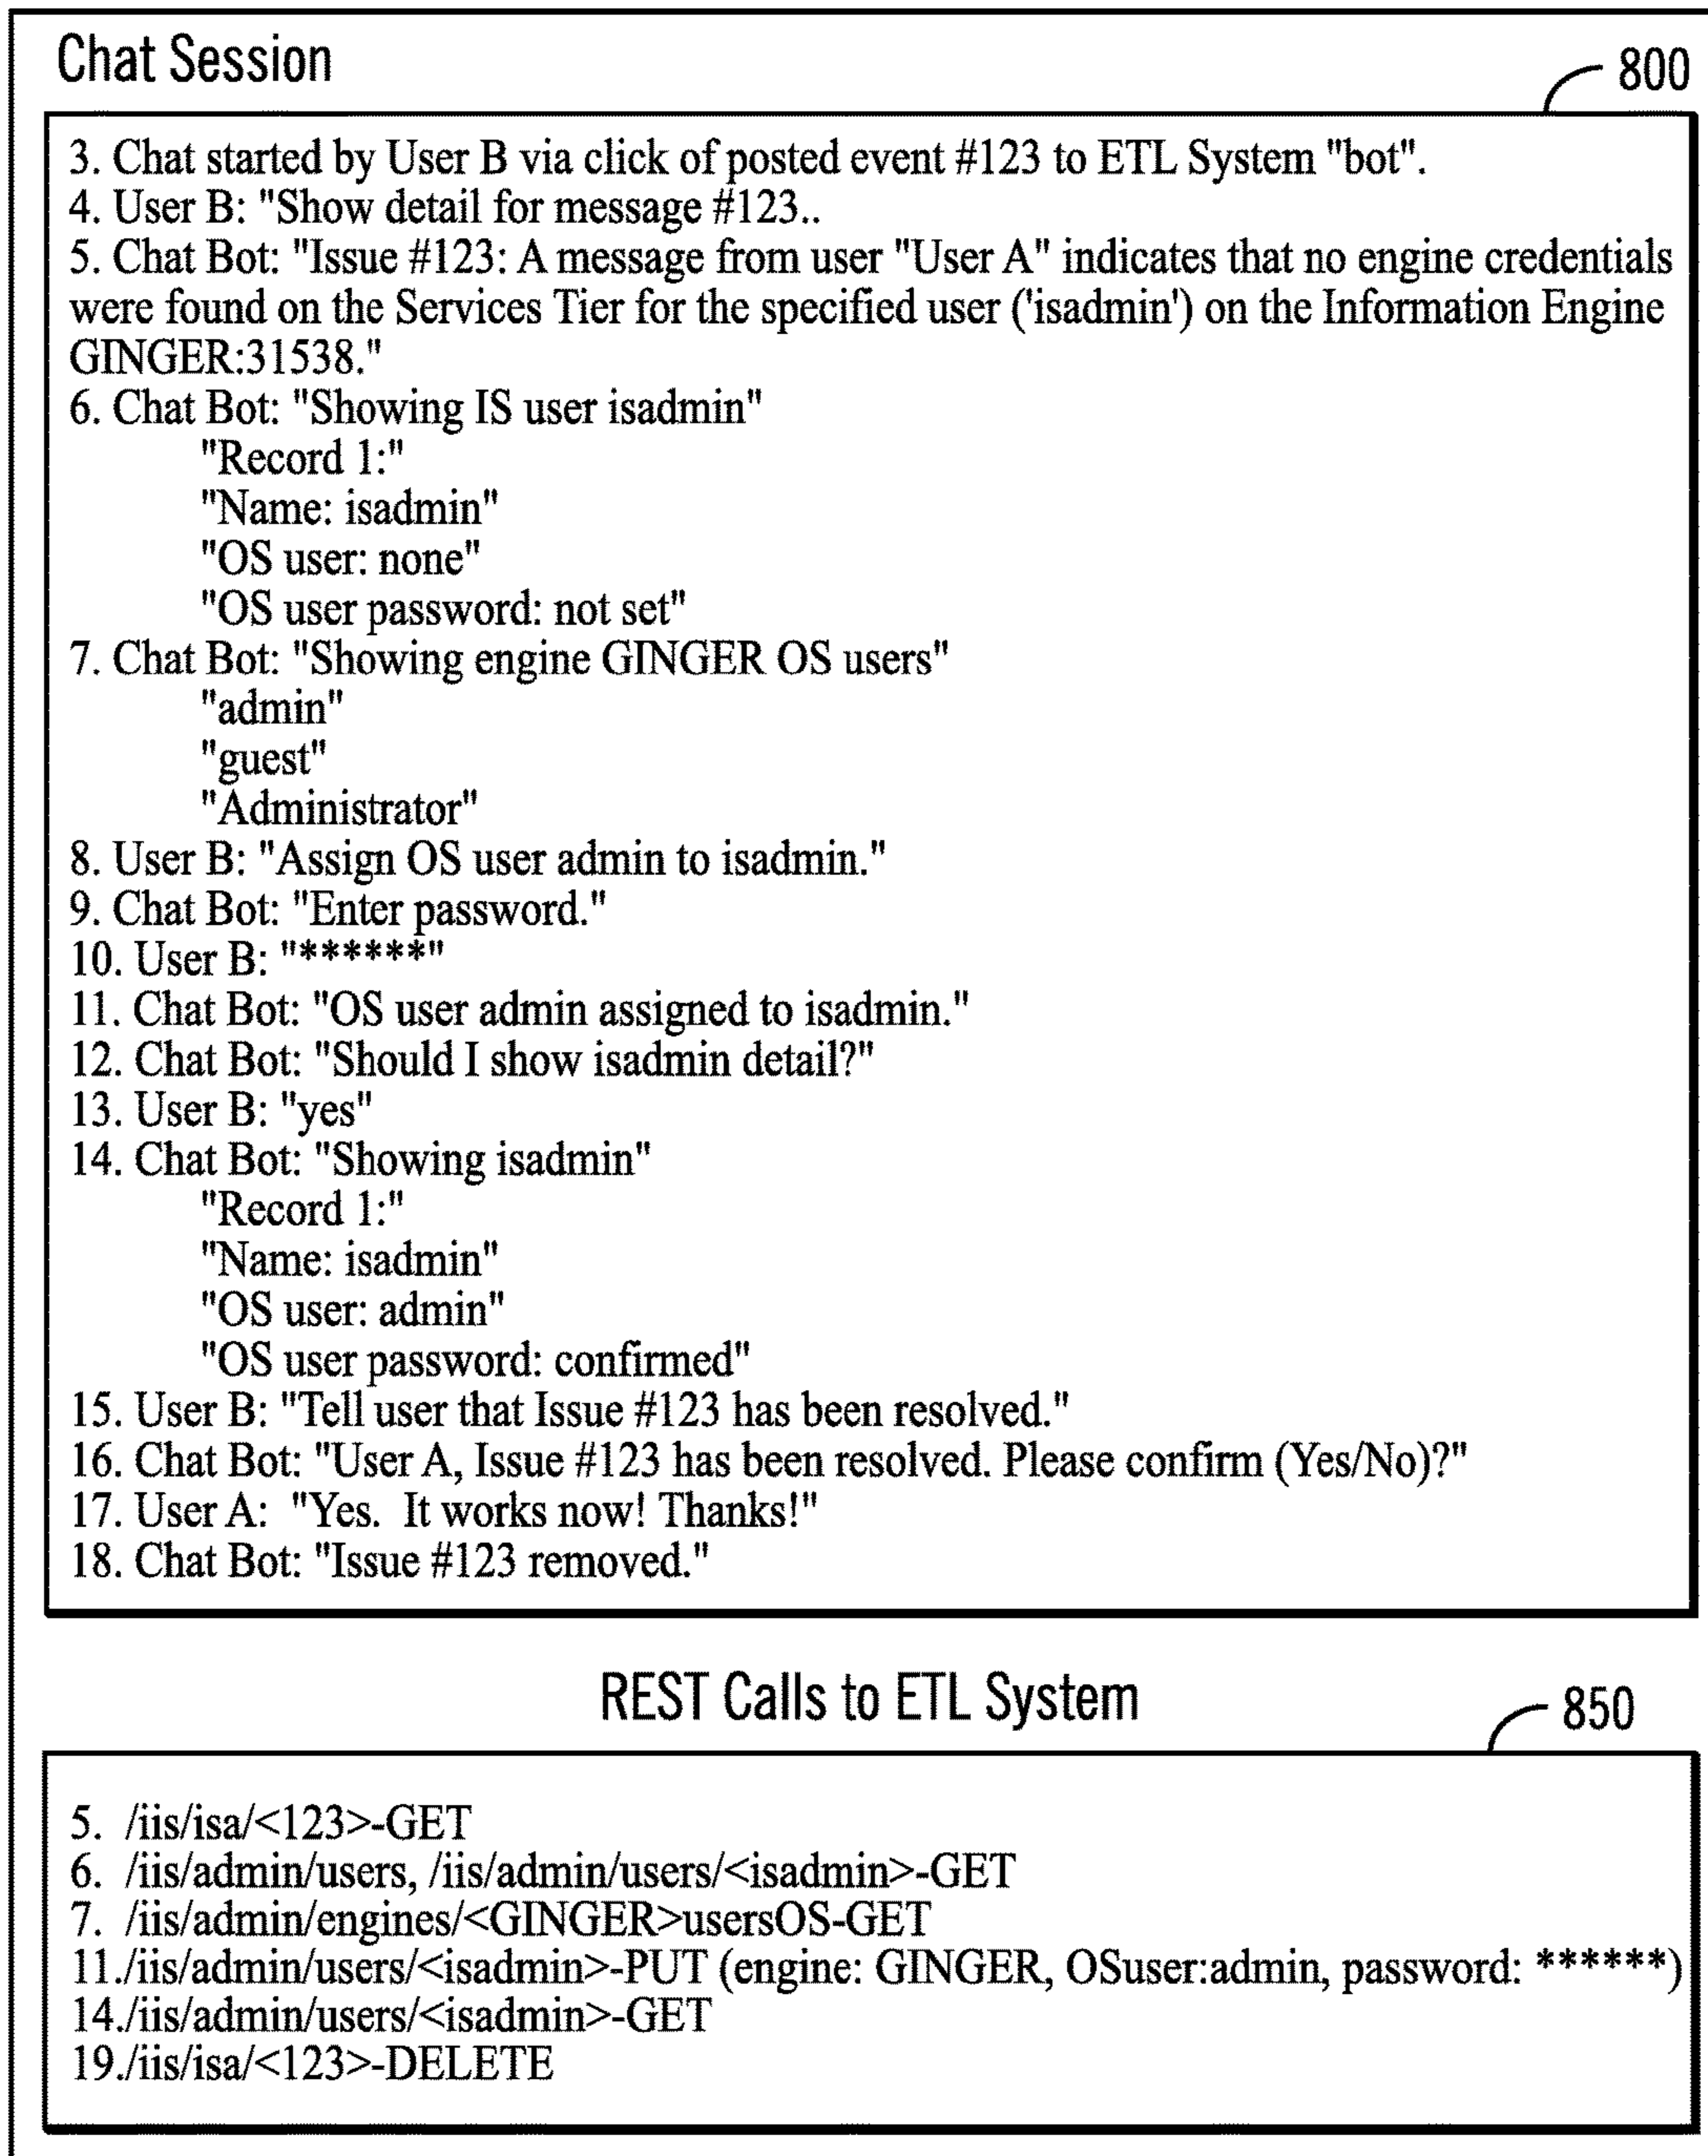 Chat Session
800
3. Chat started by User B via click of posted event #123 to ETL System "bot".
4. User B: "Show detail for message #123..
5. Chat Bot: "Issue #123: A message from user "User A" indicates that no engine credentials
were found on the Services Tier for the specified user ('isadmin') on the Information Engine
GINGER:31538."
6. Chat Bot: "Showing IS user isadmin"
"Record 1:"
"Name: isadmin"
"OS user: none"
"OS user password: not set"
7. Chat Bot: "Showing engine GINGER OS users"
"admin"
"guest"
"Administrator"
8. User B: "Assign OS user admin to isadmin."
9. Chat Bot: "Enter password."
10. User B: "******"
11. Chat Bot: "OS user admin assigned to isadmin."
12. Chat Bot: "Should I show isadmin detail?"
13. User B: "yes"
14. Chat Bot: "Showing isadmin"
"Record 1:"
"Name: isadmin"
"OS user: admin"
"OS user password: confirmed"
15. User B: "Tell user that Issue #123 has been resolved."
16. Chat Bot: "User A, Issue #123 has been resolved. Please confirm (Yes/No)?"
17. User A:  "Yes.  It works now! Thanks!"
18. Chat Bot: "Issue #123 removed."
REST Calls to ETL System
850
5.  /iis/isa/<123>-GET
6.  /iis/admin/users, /iis/admin/users/<isadmin>-GET
7.  /iis/admin/engines/<GINGER>usersOS-GET
11./iis/admin/users/<isadmin>-PUT (engine: GINGER, OSuser:admin, password: ******)
14./iis/admin/users/<isadmin>-GET
19./iis/isa/<123>-DELETE